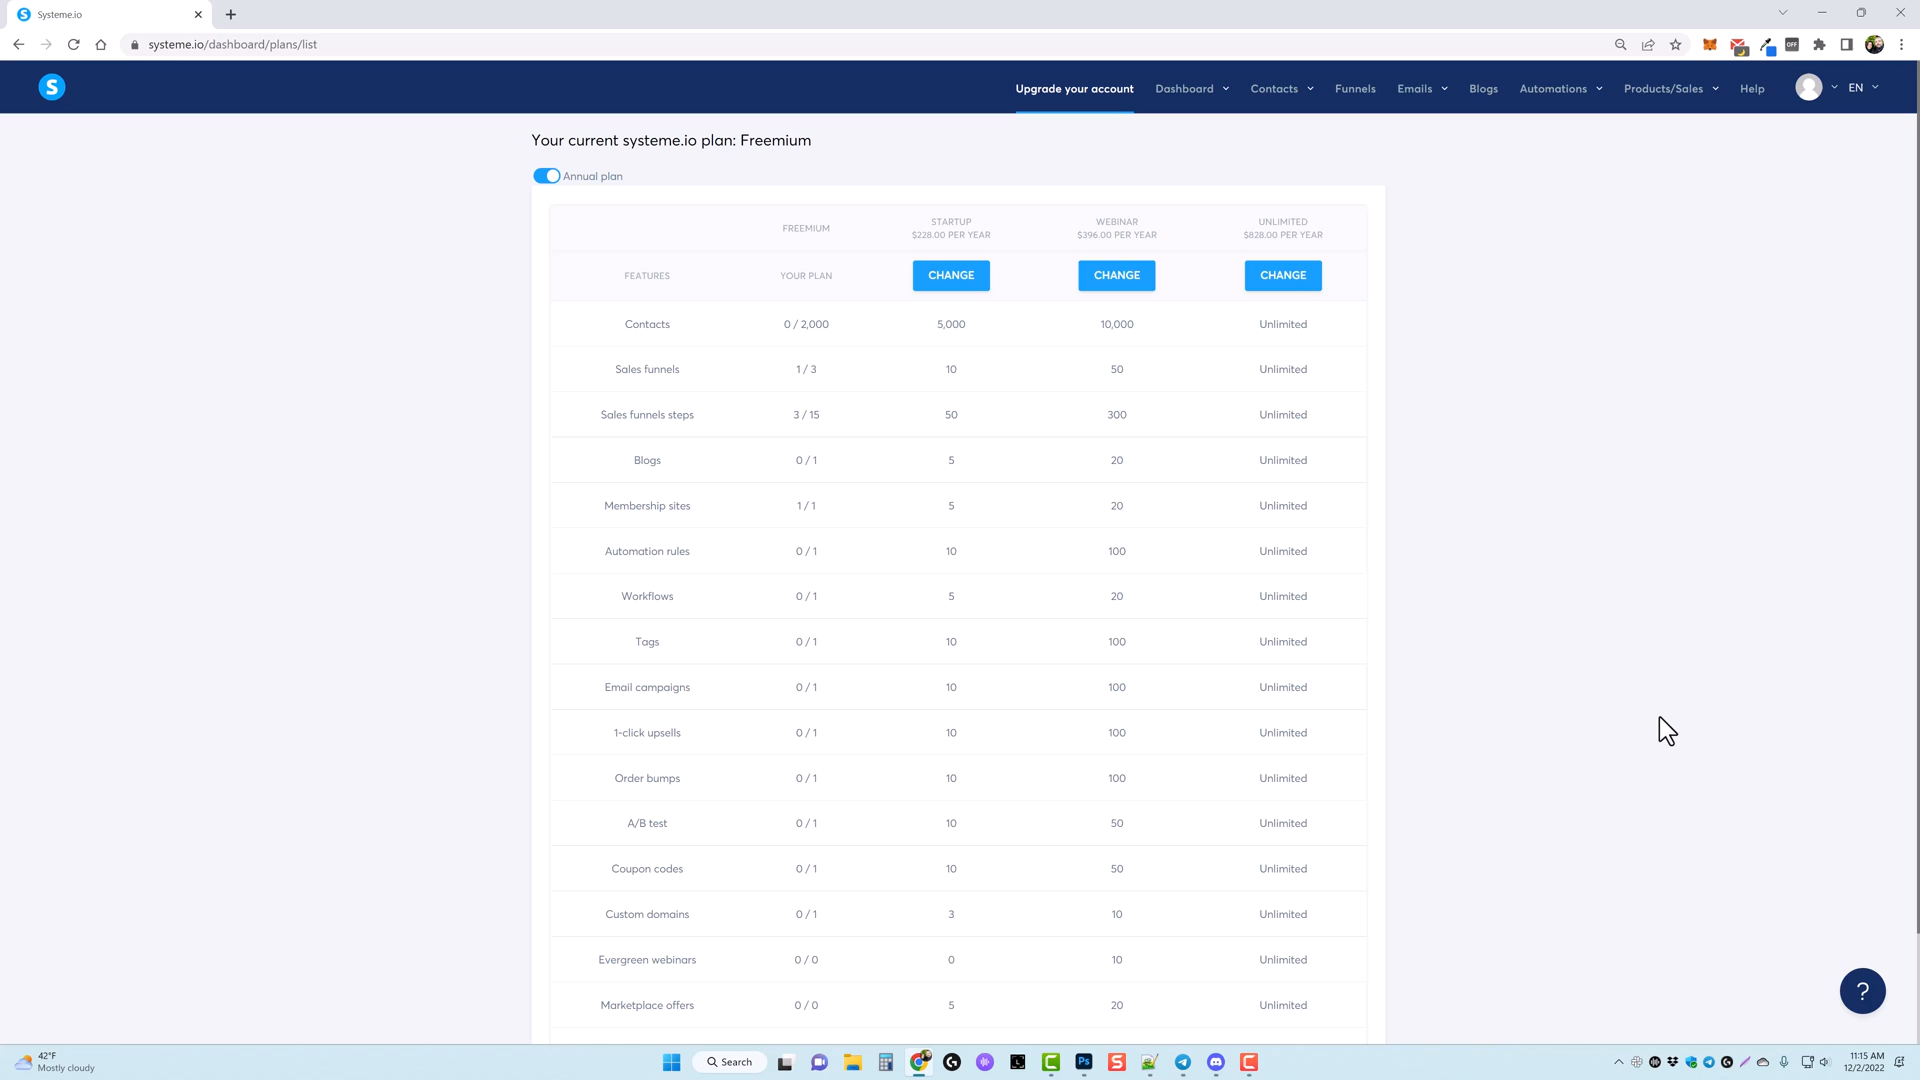 Systeme.io
systeme.io/dashboard/plans/list
OFF
S
Upgrade your account Dashboard Contacts Funnels Emails Blogs Automations Products/Sales Help EN
Your current systeme.io plan: Freemium
Annual plan
FREEMIUM STARTUP $228.00 PER YEAR WEBINAR $396.00 PER YEAR UNLIMITED $828.00 PER YEAR
FEATURES YOUR PLAN CHANGE CHANGE CHANGE
Contacts 0 / 2,000 5,000 10,000 Unlimited
Sales funnels 1 / 3 10 50 Unlimited
Sales funnels steps 3 / 15 50 300 Unlimited
Blogs 0 / 1 5 20 Unlimited
Membership sites 1 / 1 5 20 Unlimited
Automation rules 0 / 1 10 100 Unlimited
Workflows 0 / 1 5 20 Unlimited
Tags 0 / 1 10 100 Unlimited
Email campaigns 0 / 1 10 100 Unlimited
1-click upsells 0 / 1 10 100 Unlimited
Order bumps 0 / 1 10 100 Unlimited
A/B test 0 / 1 10 50 Unlimited
Coupon codes 0 / 1 10 50 Unlimited
Custom domains 0 / 1 3 10 Unlimited
Evergreen webinars 0 / 0 0 10 Unlimited
Marketplace offers 0 / 0 5 20 Unlimited
?
42°F
Mostly cloudy
Search
Ps
11:15 AM
12/2/2022